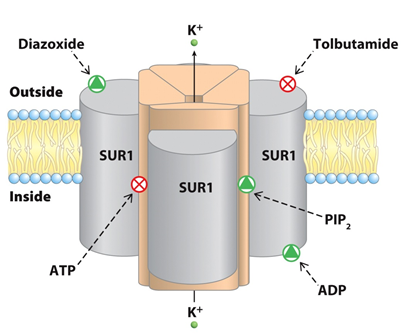 K⁺
Diazoxide
Tolbutamide
Outside
SUR1
SUR1
SUR1
Inside
PIP₂
ATP
ADP
K⁺